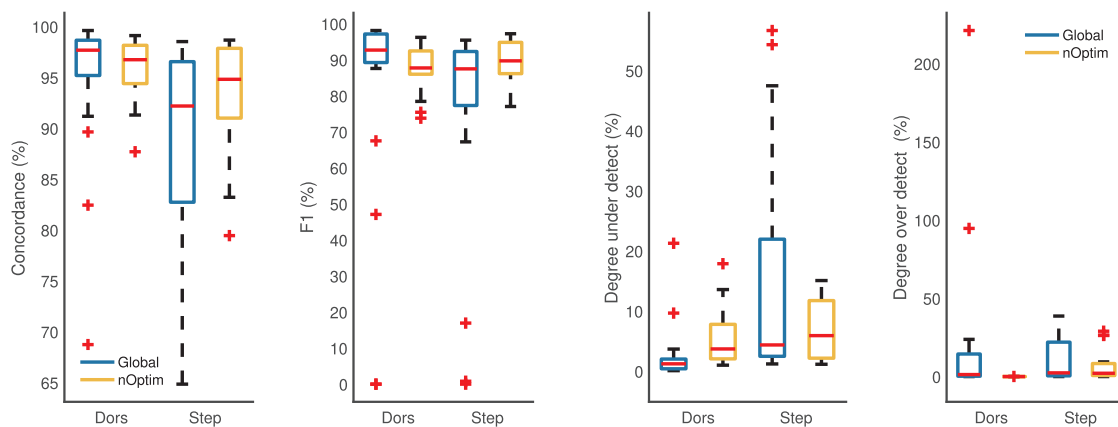 Concordance (%)
100
95
90
85
80
75
70
65
Global
nOptim
Dors
Step
F1 (%)
100
90
80
70
60
50
40
30
20
10
0
Dors
Step
Degree under detect (%)
50
40
30
20
10
0
Dors
Step
Degree over detect (%)
200
150
100
50
0
Global
nOptim
Dors
Step